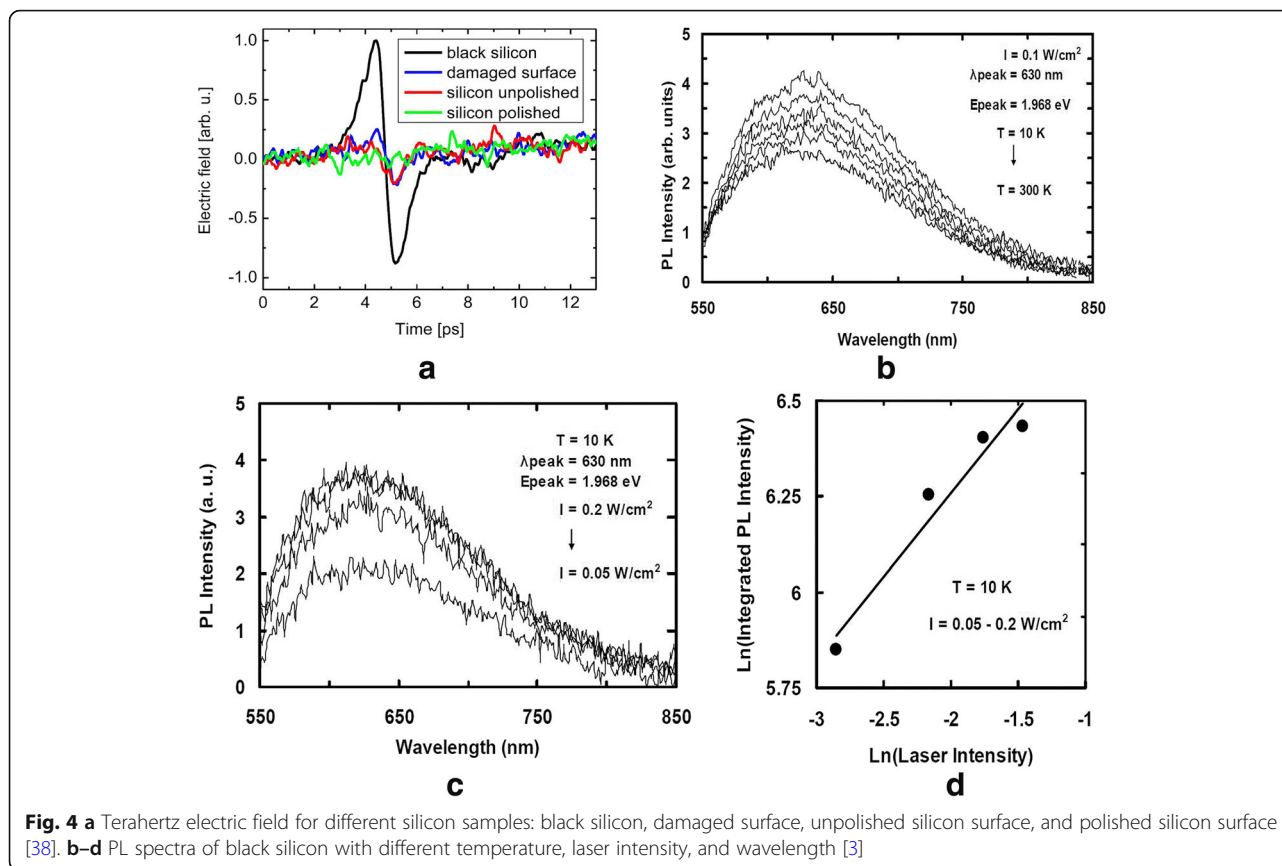 1.0
0.5
0.0
-0.5
-1.0
Electric field [arb. u.]
black silicon
damaged surface
silicon unpolished
silicon polished
0 2 4 6 8 10 12
Time [ps]
a
5
4
3
2
1
0
PL Intensity (arb. units)
I = 0.1 W/cm²
λpeak = 630 nm
Epeak = 1.968 eV
T = 10 K
↓
T = 300 K
550 650 750 850
Wavelength (nm)
b
5
4
3
2
1
0
PL Intensity (a. u.)
T = 10 K
λpeak = 630 nm
Epeak = 1.968 eV
I = 0.2 W/cm²
↓
I = 0.05 W/cm²
550 650 750 850
Wavelength (nm)
c
6.5
6.25
6
5.75
Ln(Integrated PL Intensity)
T = 10 K
I = 0.05 - 0.2 W/cm²
-3 -2.5 -2 -1.5 -1
Ln(Laser Intensity)
d
Fig. 4 a Terahertz electric field for different silicon samples: black silicon, damaged surface, unpolished silicon surface, and polished silicon surface
[38]. b–d PL spectra of black silicon with different temperature, laser intensity, and wavelength [3]